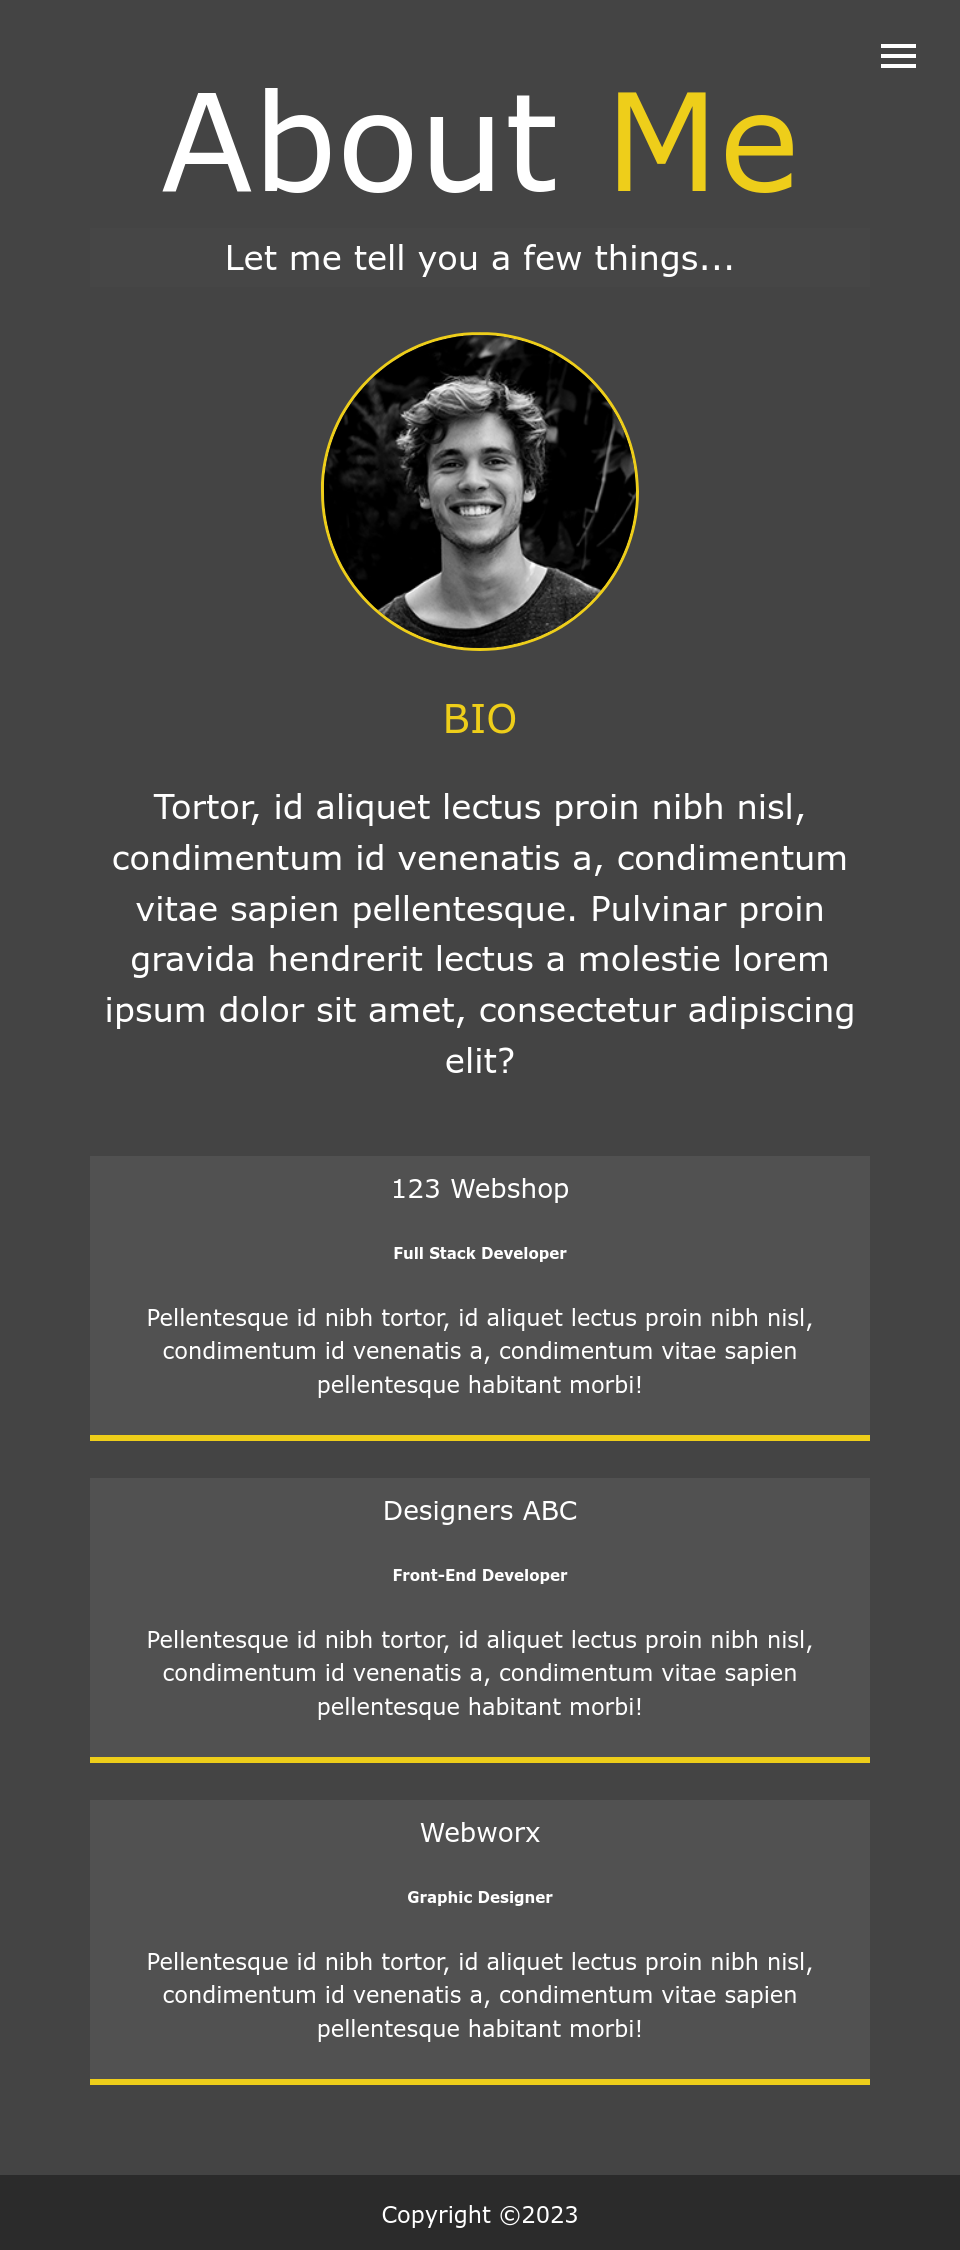 About Me
Let me tell you a few things...
BIO
Tortor, id aliquet lectus proin nibh nisl,
condimentum id venenatis a, condimentum
vitae sapien pellentesque. Pulvinar proin
gravida hendrerit lectus a molestie lorem
ipsum dolor sit amet, consectetur adipiscing
elit?
123 Webshop
Full Stack Developer
Pellentesque id nibh tortor, id aliquet lectus proin nibh nisl,
condimentum id venenatis a, condimentum vitae sapien
pellentesque habitant morbi!
Designers ABC
Front-End Developer
Pellentesque id nibh tortor, id aliquet lectus proin nibh nisl,
condimentum id venenatis a, condimentum vitae sapien
pellentesque habitant morbi!
Webworx
Graphic Designer
Pellentesque id nibh tortor, id aliquet lectus proin nibh nisl,
condimentum id venenatis a, condimentum vitae sapien
pellentesque habitant morbi!
Copyright ©2023